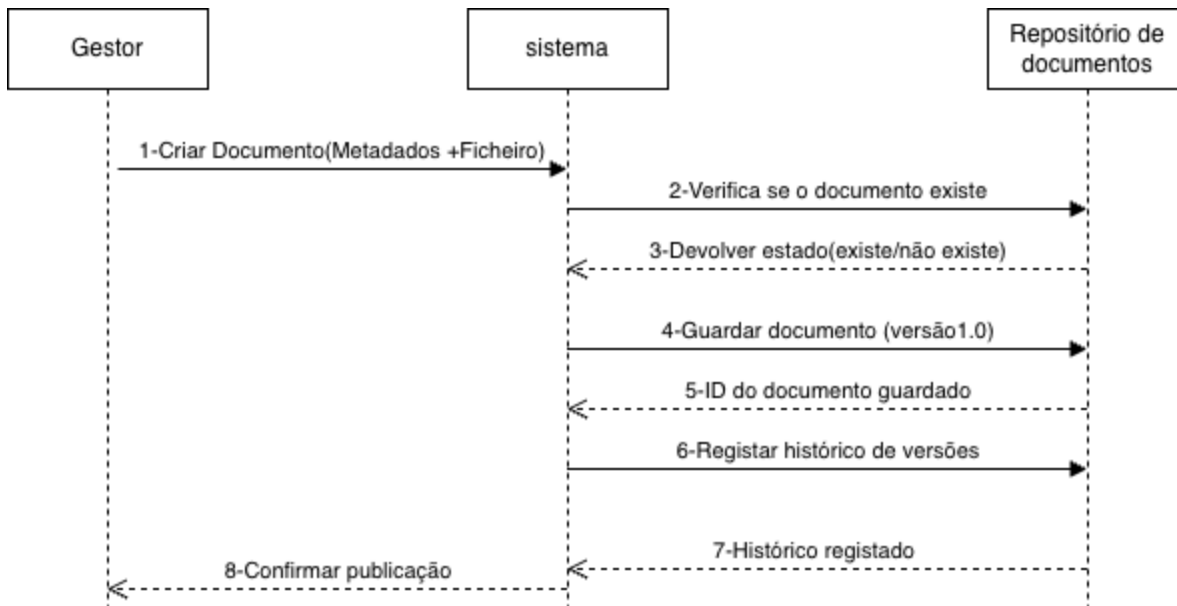 Gestor
sistema
Repositório de
documentos
1-Criar Documento(Metadados +Ficheiro)
2-Verifica se o documento existe
3-Devolver estado(existe/não existe)
4-Guardar documento (versão1.0)
5-ID do documento guardado
6-Registar histórico de versões
7-Histórico registado
8-Confirmar publicação